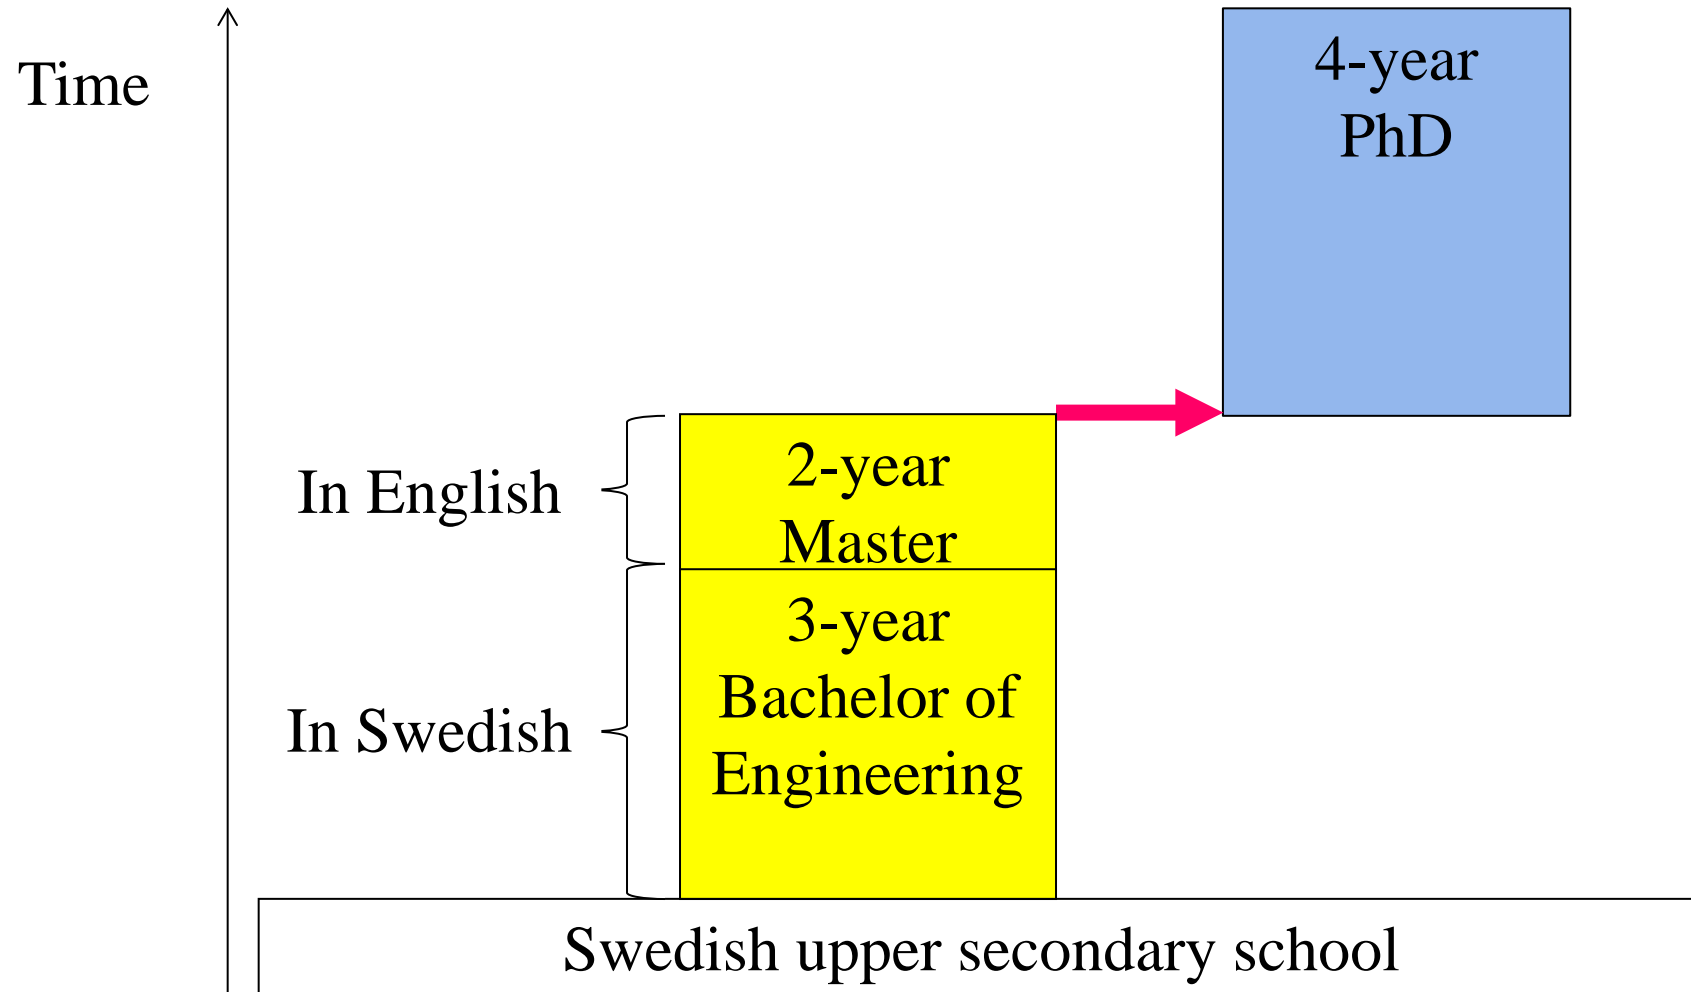 Time
4-year
PhD
In English
2-year
Master
In Swedish
3-year
Bachelor of
Engineering
Swedish upper secondary school